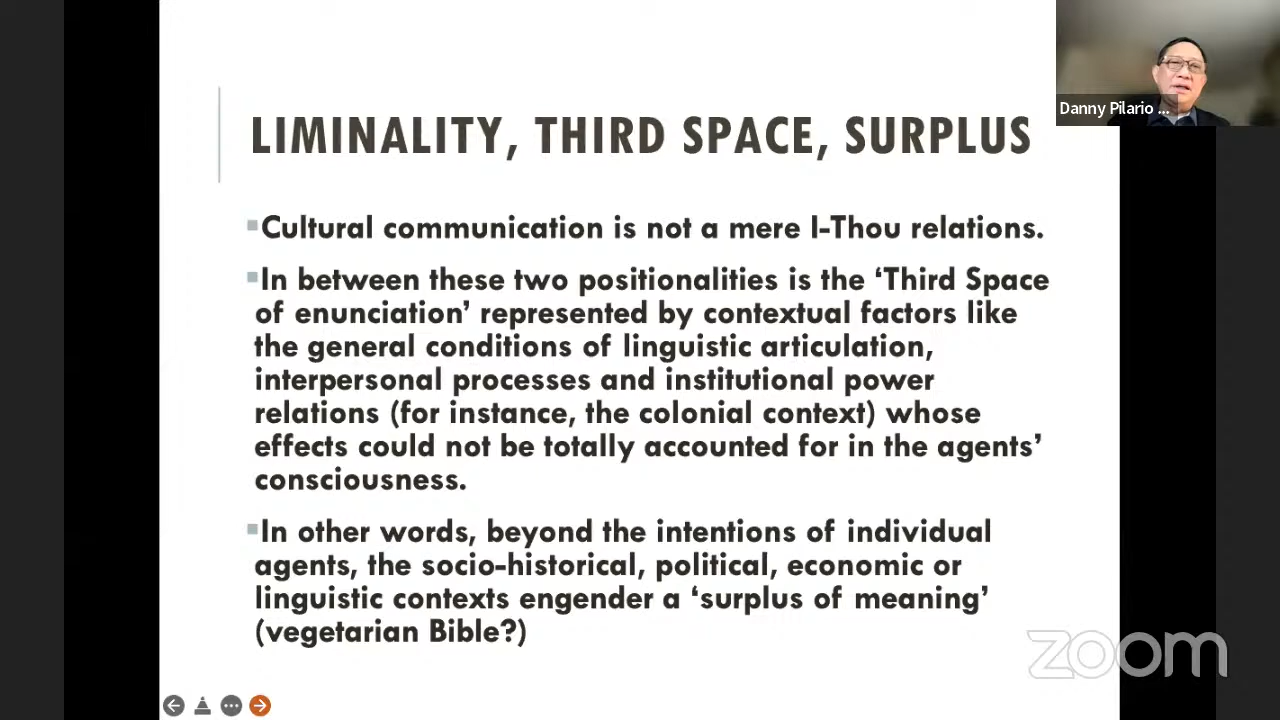 Danny Pilario ...
LIMINALITY, THIRD SPACE, SURPLUS
Cultural communication is not a mere I-Thou relations.
In between these two positionalities is the ‘Third Space
of enunciation’ represented by contextual factors like
the general conditions of linguistic articulation,
interpersonal processes and institutional power
relations (for instance, the colonial context) whose
effects could not be totally accounted for in the agents’
consciousness.
In other words, beyond the intentions of individual
agents, the socio-historical, political, economic or
linguistic contexts engender a ‘surplus of meaning’
(vegetarian Bible?)
zoom